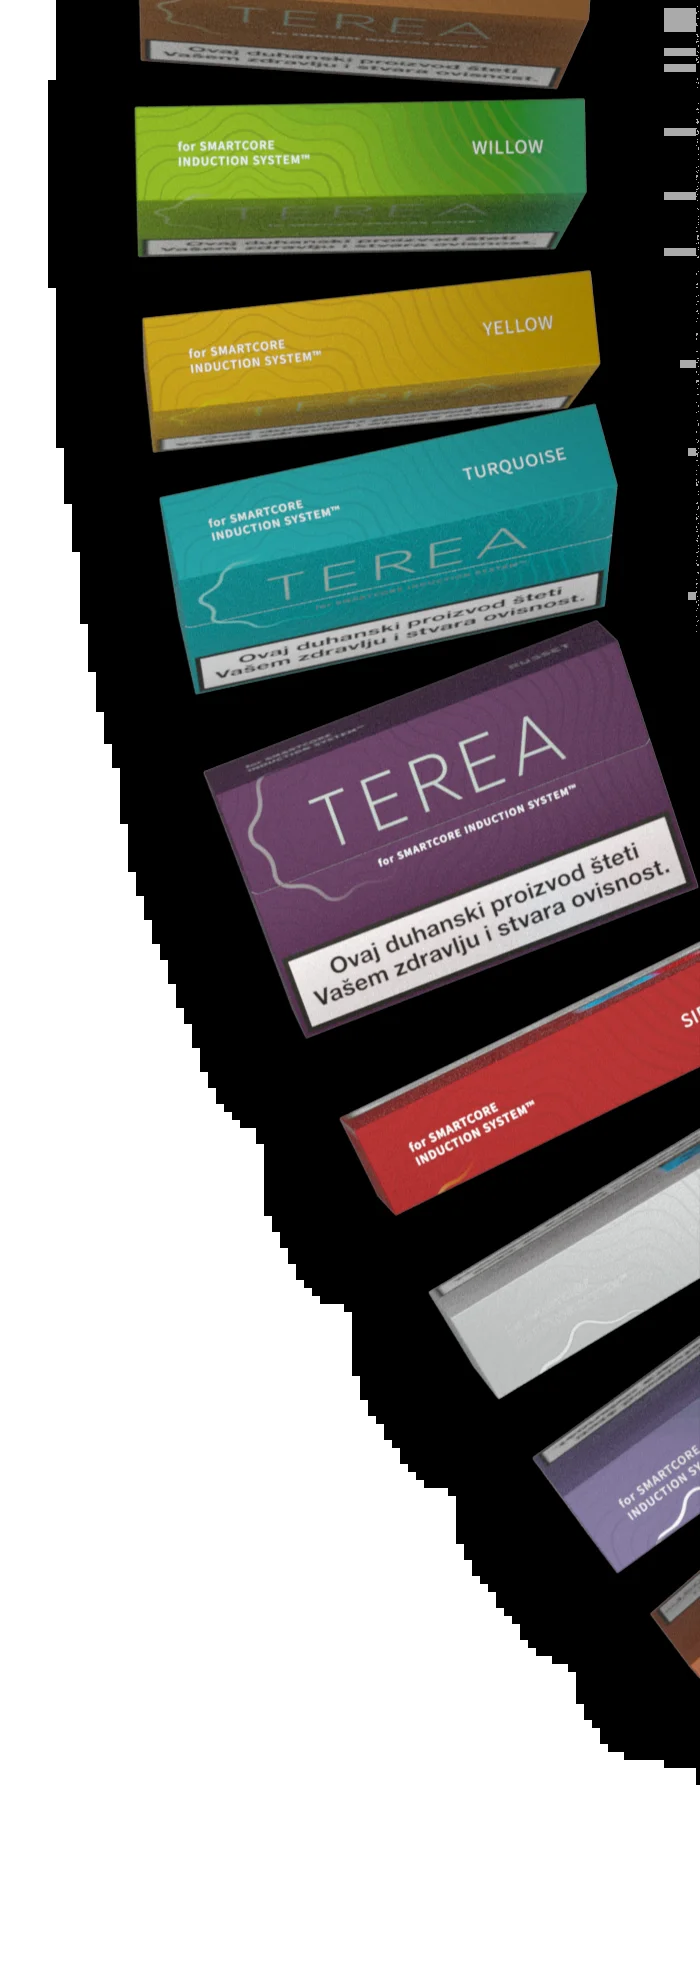 TEREA
for SMARTCORE INDUCTION SYSTEM™
Ovaj duhanski proizvod šteti
Vašem zdravlju i stvara ovisnost.
for SMARTCORE
INDUCTION SYSTEM™
WILLOW
TEREA
Ovaj duhanski proizvod šteti
Vašem zdravlju i stvara ovisnost.
for SMARTCORE
INDUCTION SYSTEM™
YELLOW
TEREA
for SMARTCORE
INDUCTION SYSTEM™
TURQUOISE
TEREA
for SMARTCORE INDUCTION SYSTEM™
Ovaj duhanski proizvod šteti
Vašem zdravlju i stvara ovisnost.
for SMARTCORE
INDUCTION SYSTEM™
RUSSET
TEREA
for SMARTCORE INDUCTION SYSTEM™
Ovaj duhanski proizvod šteti
Vašem zdravlju i stvara ovisnost.
for SMARTCORE
INDUCTION SYSTEM™
for SMARTCORE
INDUCTION SY